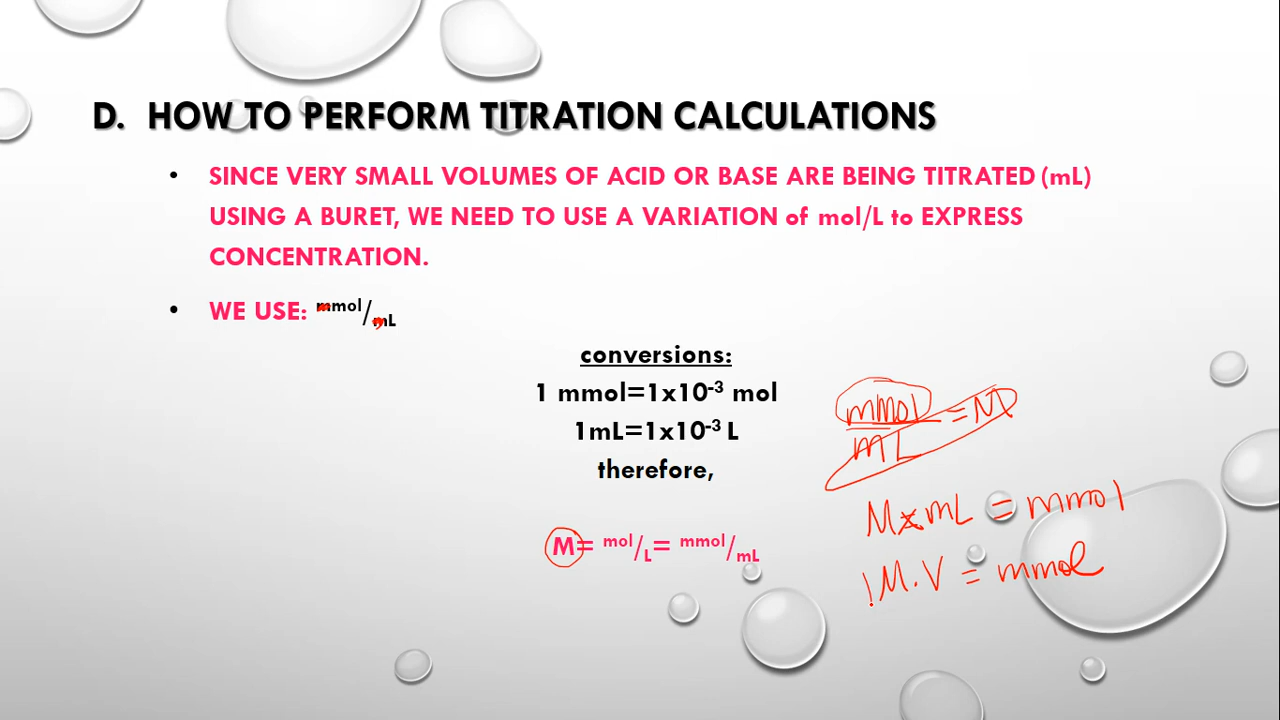 D. HOW TO PERFORM TITRATION CALCULATIONS
• SINCE VERY SMALL VOLUMES OF ACID OR BASE ARE BEING TITRATED (mL)
USING A BURET, WE NEED TO USE A VARIATION of mol/L to EXPRESS
CONCENTRATION.
• WE USE: mmol/mL
conversions:
1 mmol=1x10⁻³ mol
1mL=1x10⁻³ L
therefore,
M= mol/L= mmol/mL
mmol/mL = M
M x mL = mmol
M.V = mmol